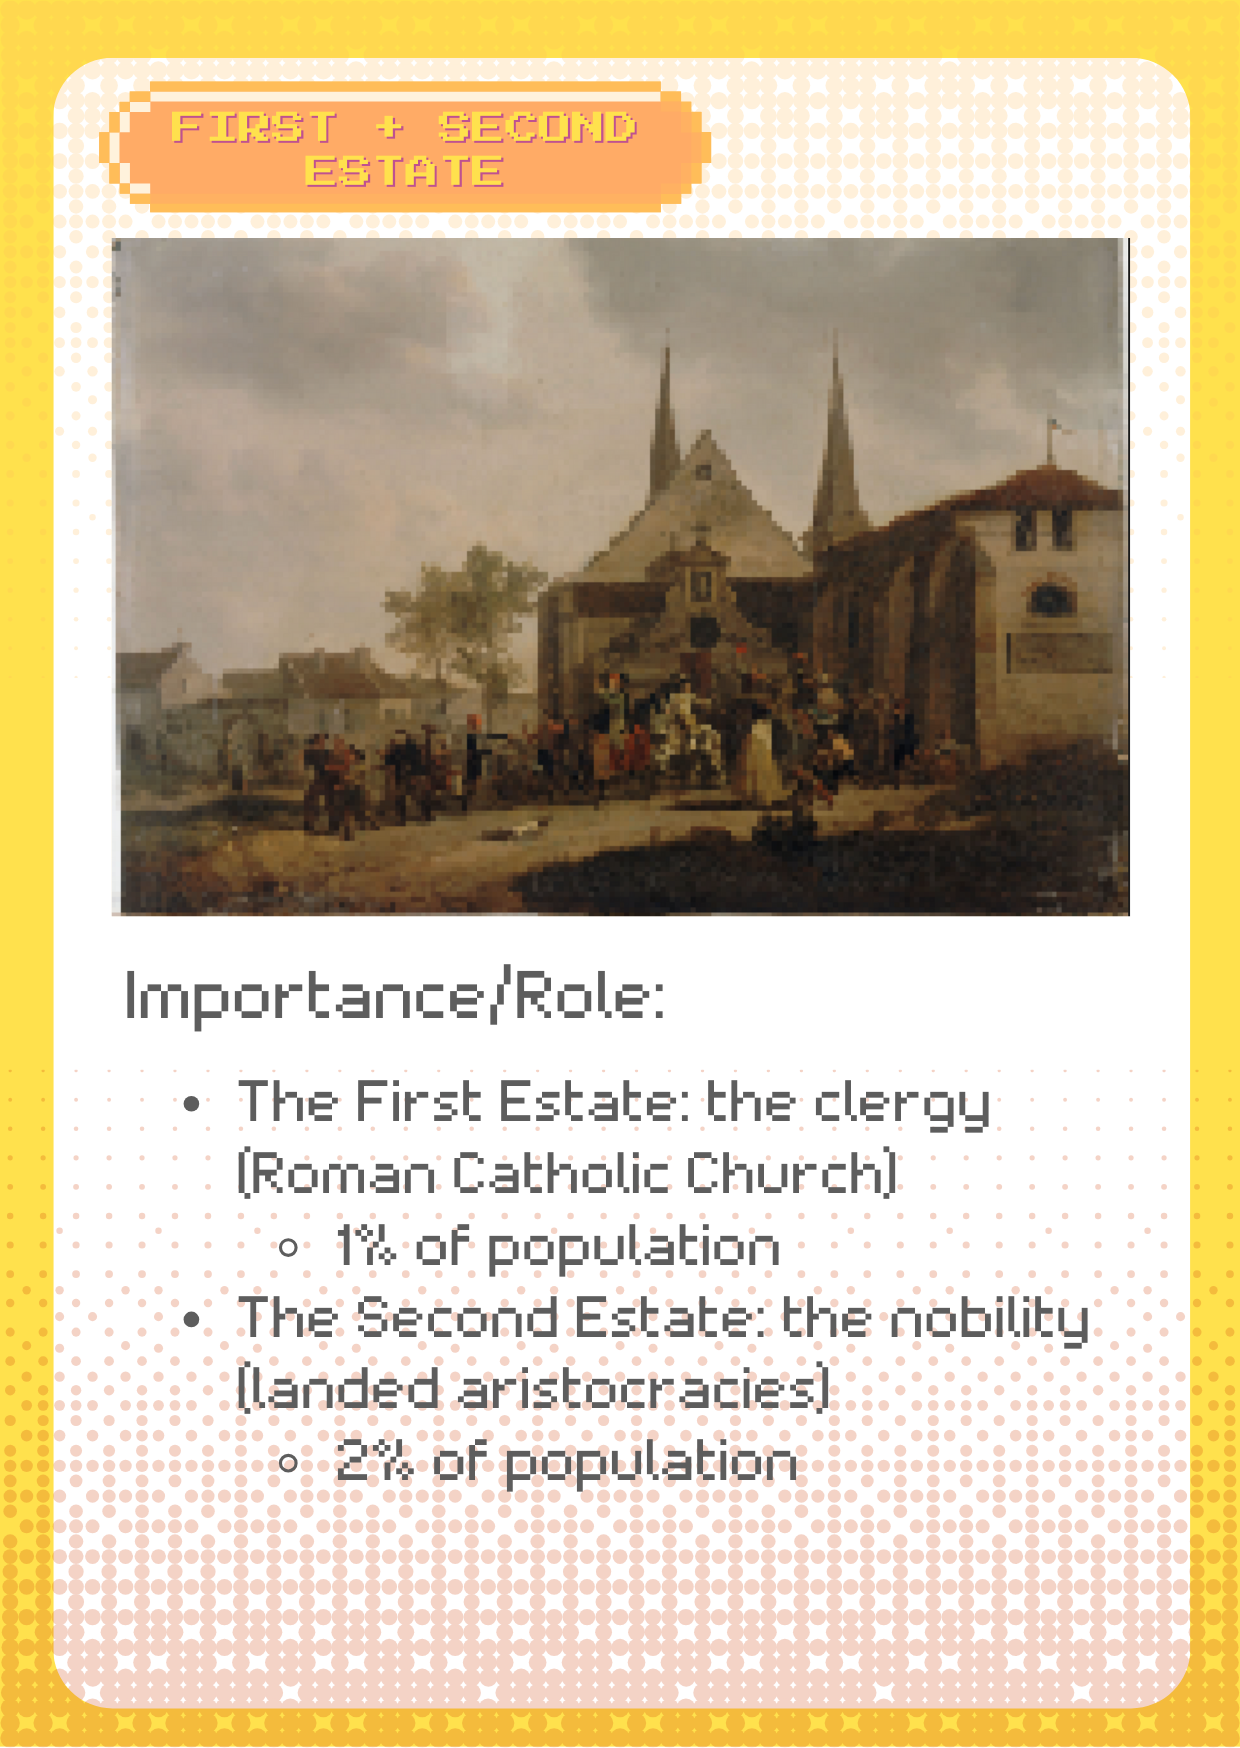 FIRST + SECOND
ESTATE
Importance/Role:
• The First Estate: the clergy
(Roman Catholic Church)
◦ 1% of population
• The Second Estate: the nobility
(landed aristocracies)
◦ 2% of population